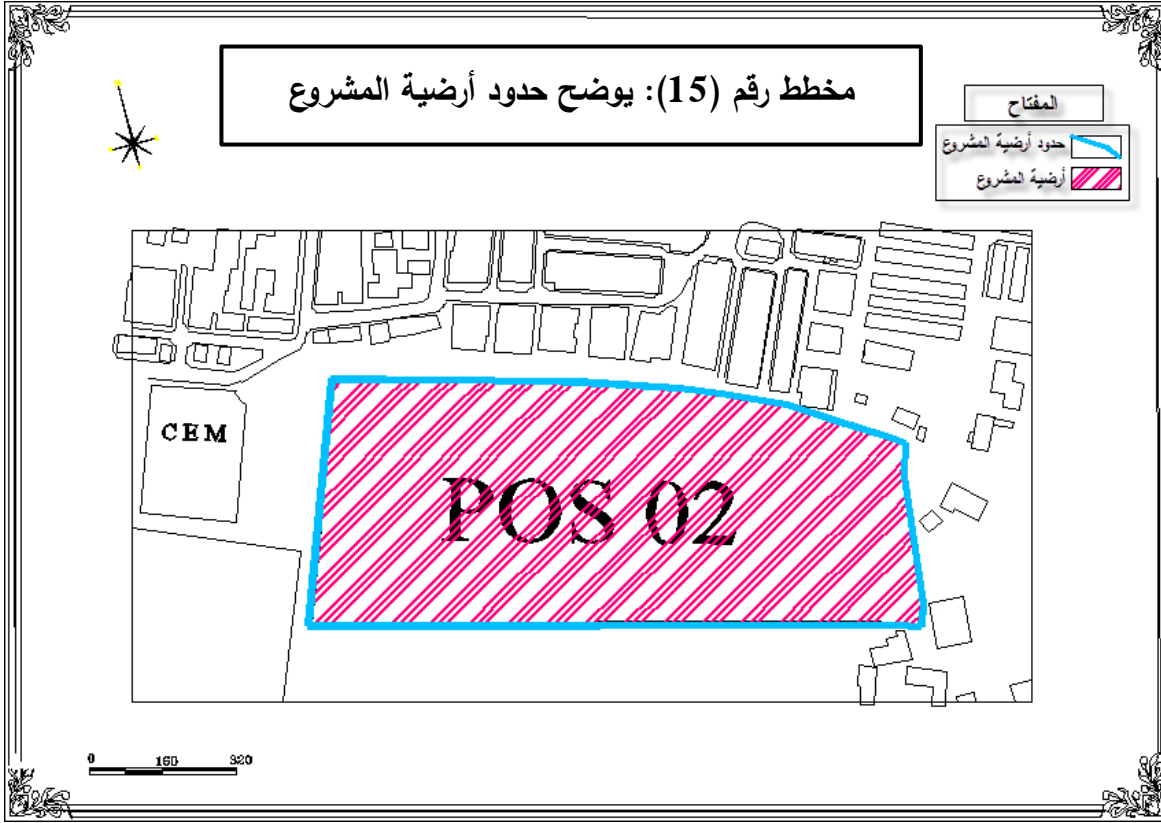 مخطط رقم (15): يوضح حدود أرضية المشروع
المفتاح
حدود أرضية المشروع
أرضية المشروع
CEM
POS 02
0 160 320